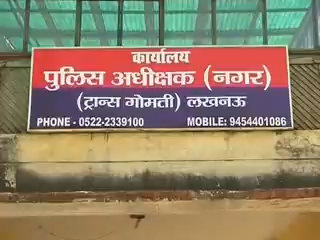 कार्यालय
पुलिस अधीक्षक (नगर)
(ट्रान्स गोमती) लखनऊ
PHONE - 0522-2339100 MOBILE: 9454401086